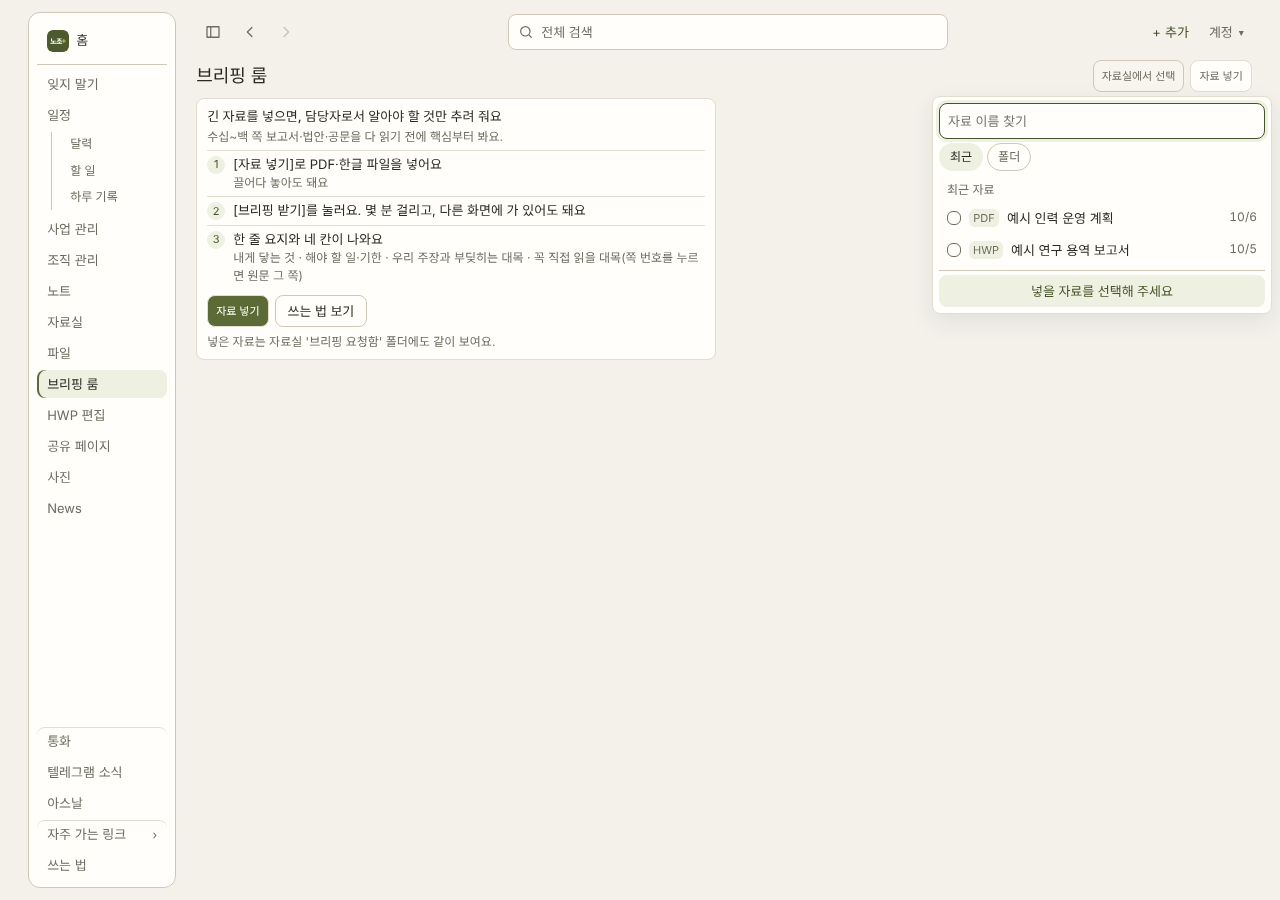 노조
홈
잊지 말기
일정
달력
할 일
하루 기록
사업 관리
조직 관리
노트
자료실
파일
브리핑 룸
HWP 편집
공유 페이지
사진
News
통화
텔레그램 소식
아스날
자주 가는 링크 ›
쓰는 법
전체 검색
+ 추가
계정 ▾
브리핑 룸
자료실에서 선택
자료 넣기
긴 자료를 넣으면, 담당자로서 알아야 할 것만 추려 줘요
수십~백 쪽 보고서·법안·공문을 다 읽기 전에 핵심부터 봐요.
1 [자료 넣기]로 PDF·한글 파일을 넣어요
끌어다 놓아도 돼요
2 [브리핑 받기]를 눌러요. 몇 분 걸리고, 다른 화면에 가 있어도 돼요
3 한 줄 요지와 네 칸이 나와요
내게 닿는 것 · 해야 할 일·기한 · 우리 주장과 부딪히는 대목 · 꼭 직접 읽을 대목(쪽 번호를 누르
면 원문 그 쪽)
자료 넣기
쓰는 법 보기
넣은 자료는 자료실 '브리핑 요청함' 폴더에도 같이 보여요.
자료 이름 찾기
최근
폴더
최근 자료
PDF 예시 인력 운영 계획 10/6
HWP 예시 연구 용역 보고서 10/5
넣을 자료를 선택해 주세요